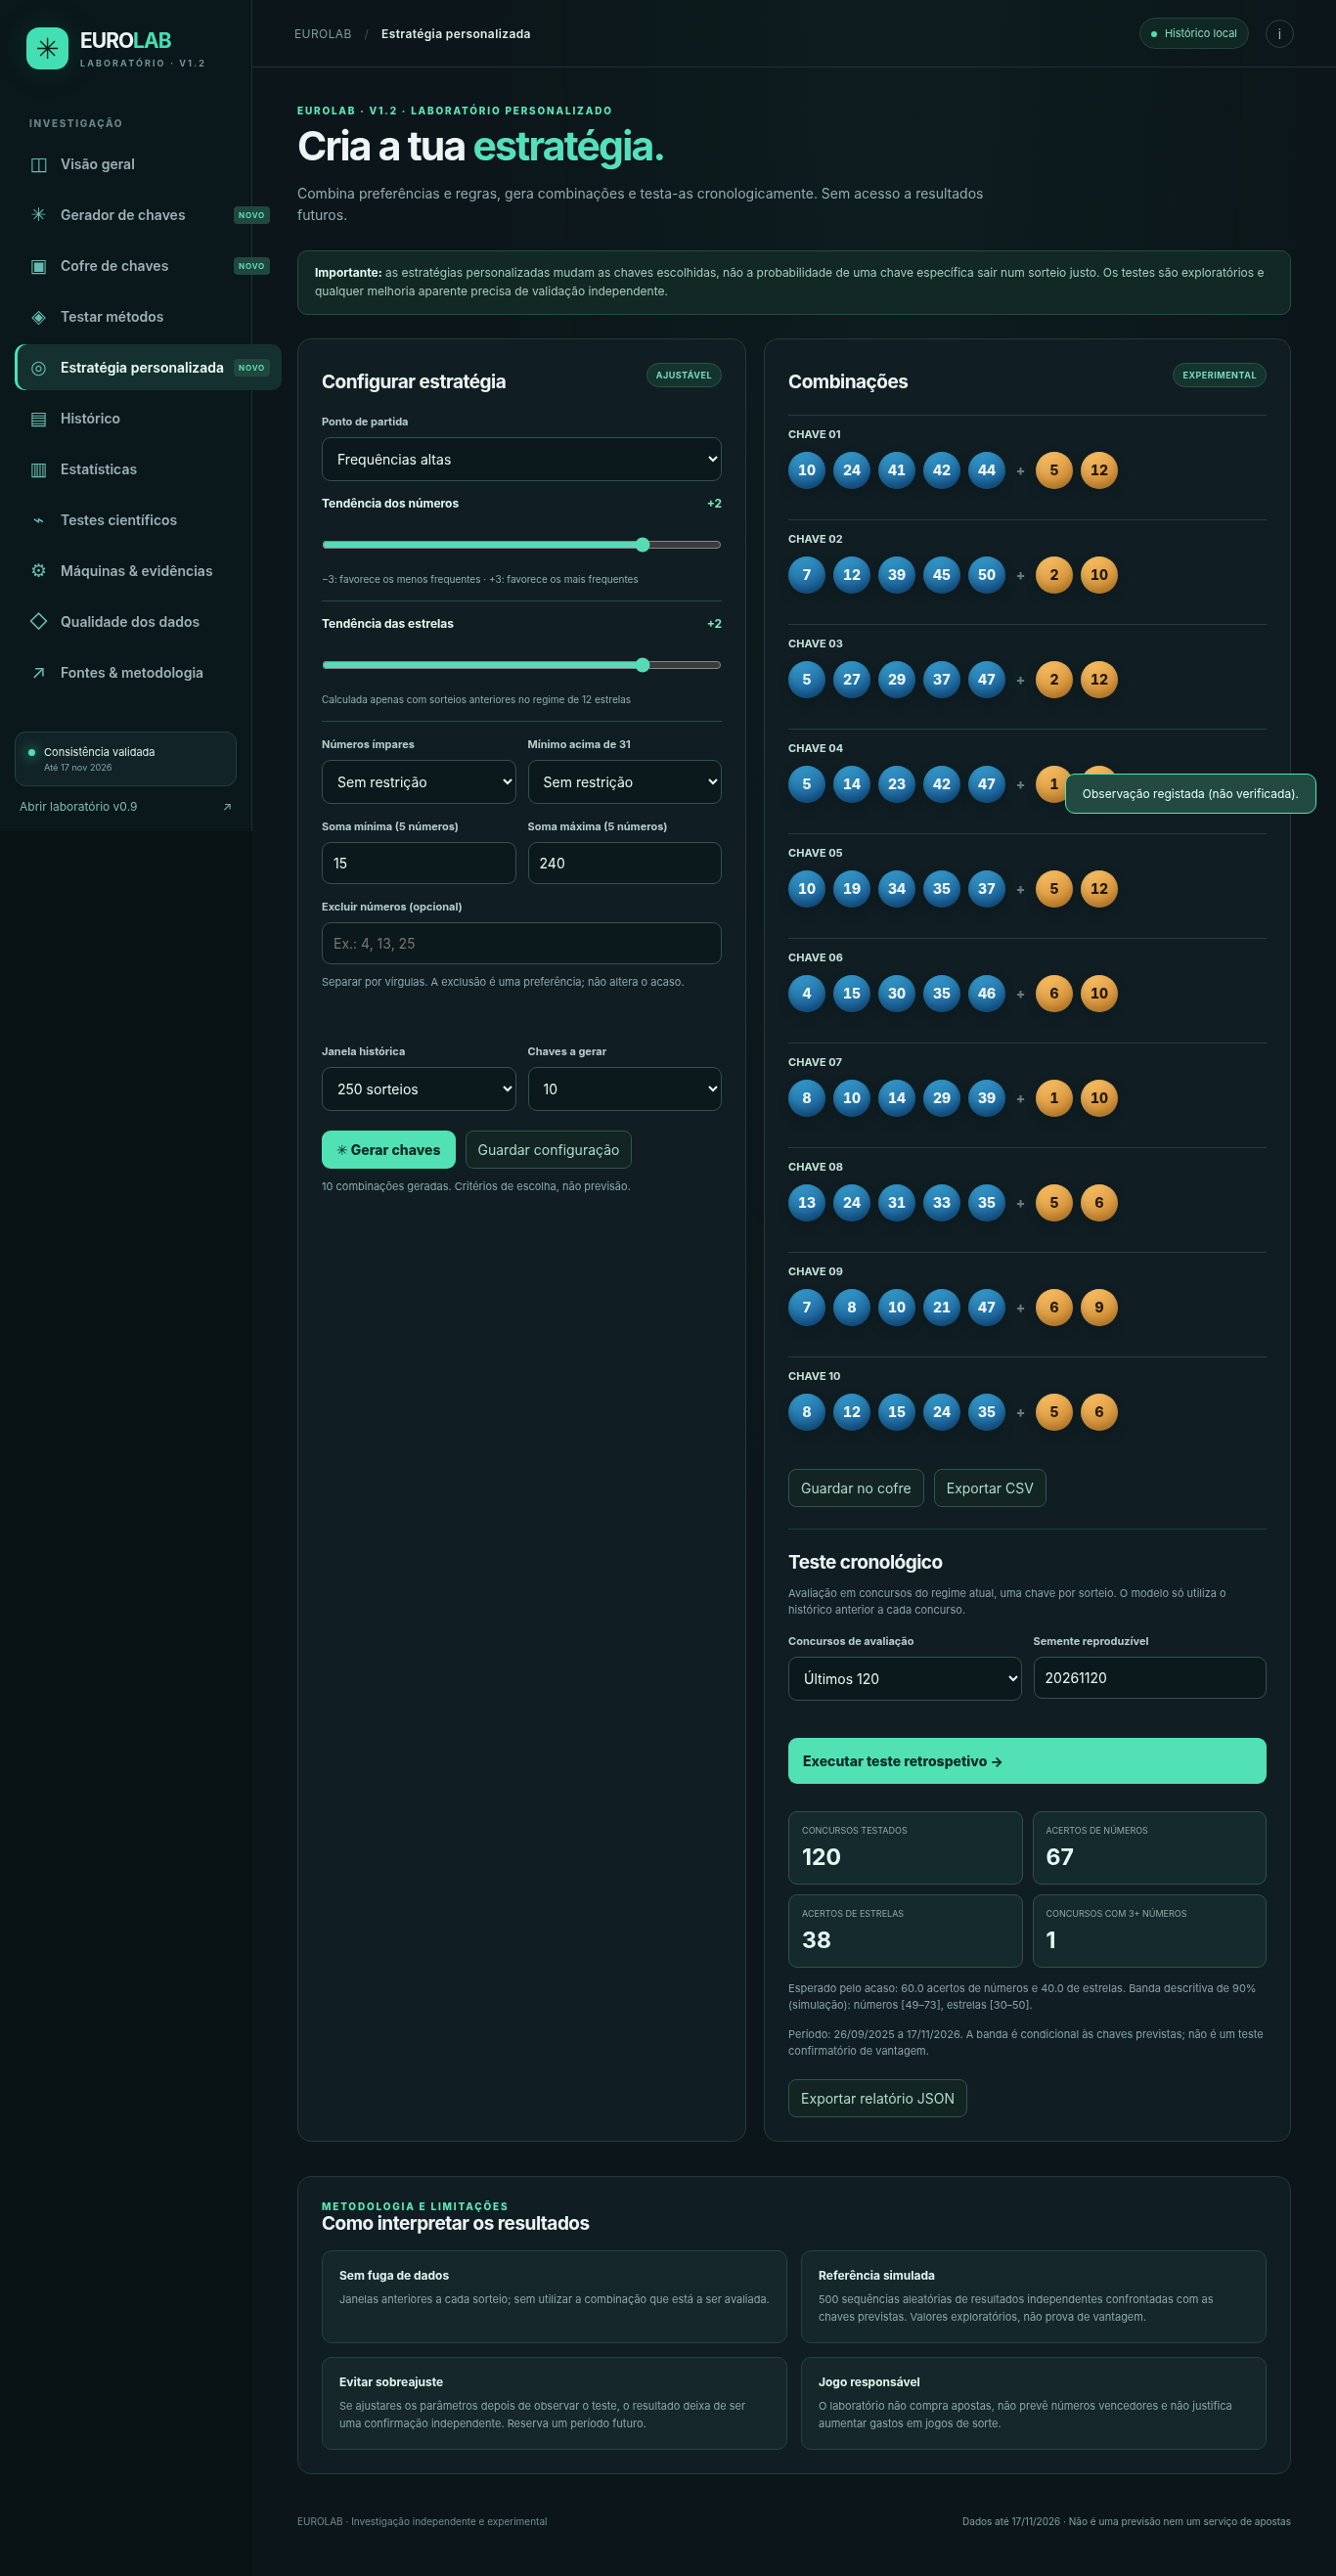 EUROLAB
LABORATÓRIO · V1.2
INVESTIGAÇÃO
Visão geral
Gerador de chaves NOVO
Cofre de chaves NOVO
Testar métodos
Estratégia personalizada NOVO
Histórico
Estatísticas
Testes científicos
Máquinas & evidências
Qualidade dos dados
Fontes & metodologia
Consistência validada
Até 17 nov 2026
Abrir laboratório v0.9 ↗
EUROLAB / Estratégia personalizada
Histórico local
i
EUROLAB · V1.2 · LABORATÓRIO PERSONALIZADO
Cria a tua estratégia.
Combina preferências e regras, gera combinações e testa-as cronologicamente. Sem acesso a resultados
futuros.
Importante: as estratégias personalizadas mudam as chaves escolhidas, não a probabilidade de uma chave específica sair num sorteio justo. Os testes são exploratórios e
qualquer melhoria aparente precisa de validação independente.
Configurar estratégia
AJUSTÁVEL
Ponto de partida
Frequências altas
Tendência dos números +2
−3: favorece os menos frequentes · +3: favorece os mais frequentes
Tendência das estrelas +2
Calculada apenas com sorteios anteriores no regime de 12 estrelas
Números ímpares Mínimo acima de 31
Sem restrição Sem restrição
Soma mínima (5 números) Soma máxima (5 números)
15 240
Excluir números (opcional)
Ex.: 4, 13, 25
Separar por vírgulas. A exclusão é uma preferência; não altera o acaso.
Janela histórica Chaves a gerar
250 sorteios 10
✳ Gerar chaves Guardar configuração
10 combinações geradas. Critérios de escolha, não previsão.
Combinações
EXPERIMENTAL
CHAVE 01
10 24 41 42 44 + 5 12
CHAVE 02
7 12 39 45 50 + 2 10
CHAVE 03
5 27 29 37 47 + 2 12
CHAVE 04
5 14 23 42 47 + 1
Observação registada (não verificada).
CHAVE 05
10 19 34 35 37 + 5 12
CHAVE 06
4 15 30 35 46 + 6 10
CHAVE 07
8 10 14 29 39 + 1 10
CHAVE 08
13 24 31 33 35 + 5 6
CHAVE 09
7 8 10 21 47 + 6 9
CHAVE 10
8 12 15 24 35 + 5 6
Guardar no cofre Exportar CSV
Teste cronológico
Avaliação em concursos do regime atual, uma chave por sorteio. O modelo só utiliza o
histórico anterior a cada concurso.
Concursos de avaliação Semente reproduzível
Últimos 120 20261120
Executar teste retrospetivo →
CONCURSOS TESTADOS ACERTOS DE NÚMEROS
120 67
ACERTOS DE ESTRELAS CONCURSOS COM 3+ NÚMEROS
38 1
Esperado pelo acaso: 60.0 acertos de números e 40.0 de estrelas. Banda descritiva de 90%
(simulação): números [49–73], estrelas [30–50].
Período: 26/09/2025 a 17/11/2026. A banda é condicional às chaves previstas; não é um teste
confirmatório de vantagem.
Exportar relatório JSON
METODOLOGIA E LIMITAÇÕES
Como interpretar os resultados
Sem fuga de dados
Janelas anteriores a cada sorteio; sem utilizar a combinação que está a ser avaliada.
Referência simulada
500 sequências aleatórias de resultados independentes confrontadas com as
chaves previstas. Valores exploratórios, não prova de vantagem.
Evitar sobreajuste
Se ajustares os parâmetros depois de observar o teste, o resultado deixa de ser
uma confirmação independente. Reserva um período futuro.
Jogo responsável
O laboratório não compra apostas, não prevê números vencedores e não justifica
aumentar gastos em jogos de sorte.
EUROLAB · Investigação independente e experimental
Dados até 17/11/2026 · Não é uma previsão nem um serviço de apostas